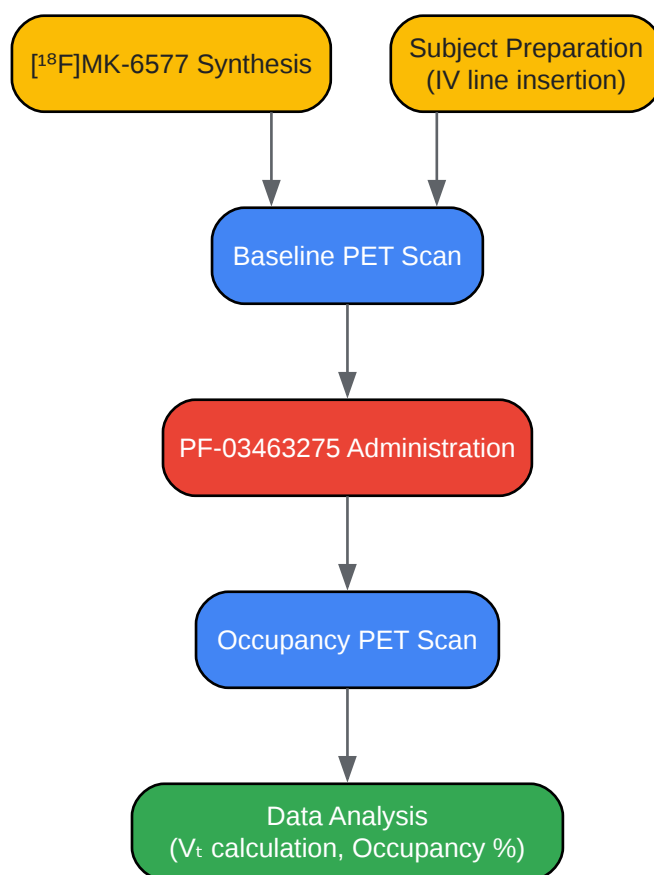 [¹⁸F]MK-6577 Synthesis
Subject Preparation
(IV line insertion)
Baseline PET Scan
PF-03463275 Administration
Occupancy PET Scan
Data Analysis
(Vₜ calculation, Occupancy %)